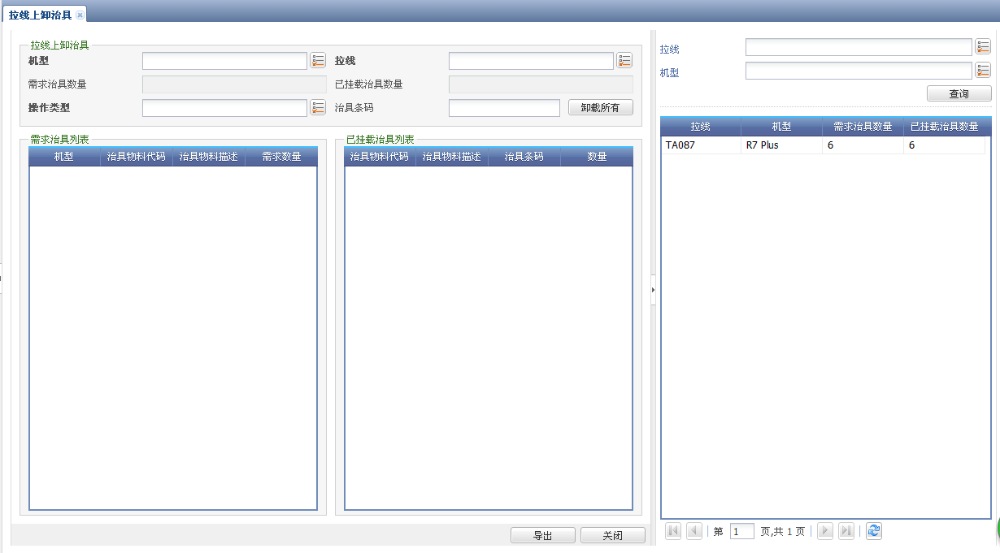 拉线上卸治具
拉线上卸治具
机型 拉线
需求治具数量 已挂载治具数量
操作类型 治具条码 卸载所有
需求治具列表
机型 治具物料代码 治具物料描述 需求数量
已挂载治具列表
治具物料代码 治具物料描述 治具条码 数量
导出 关闭
拉线
机型
查询
拉线 机型 需求治具数量 已挂载治具数量
TA087 R7 Plus 6 6
第 1 页,共 1 页